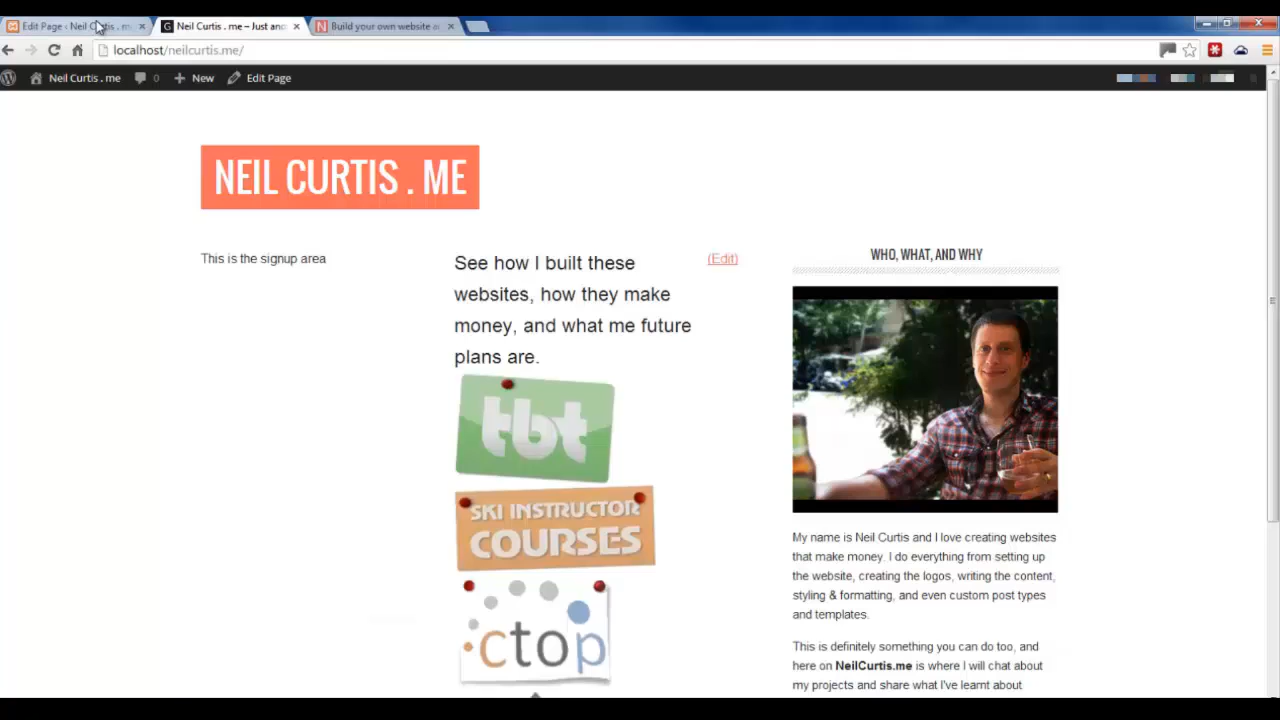 Edit Page ‹ Neil Curtis . m
Neil Curtis . me – Just ano
Build your own website a
localhost/neilcurtis.me/
Neil Curtis . me
0
New
Edit Page
NEIL CURTIS . ME
This is the signup area
See how I built these
websites, how they make
money, and what me future
plans are.
(Edit)
tbt
SKI INSTRUCTOR
COURSES
ctop
WHO, WHAT, AND WHY
My name is Neil Curtis and I love creating websites
that make money. I do everything from setting up
the website, creating the logos, writing the content,
styling & formatting, and even custom post types
and templates.
This is definitely something you can do too, and
here on NeilCurtis.me is where I will chat about
my projects and share what I've learnt about